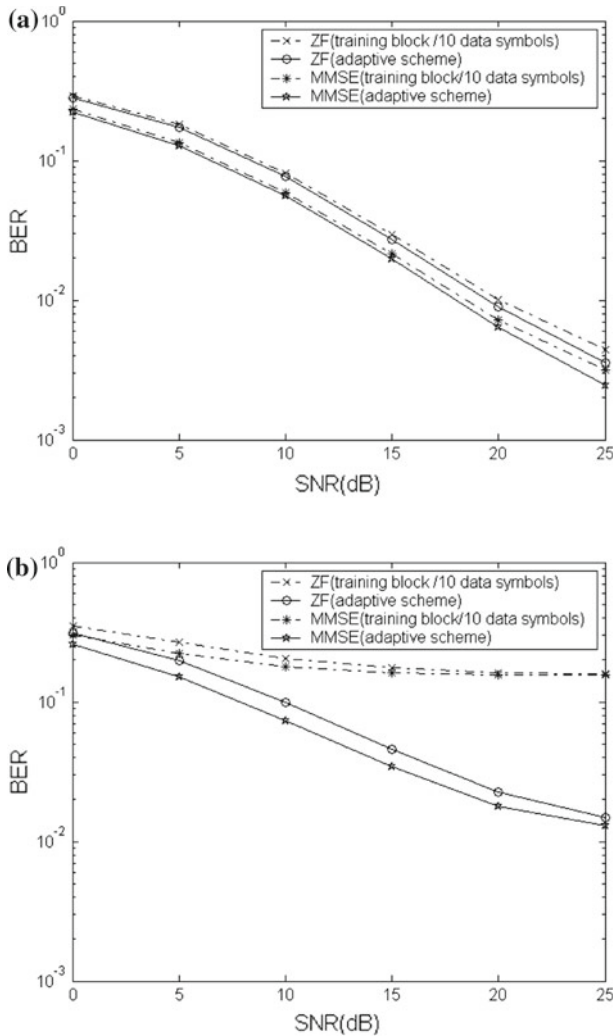 (a)
10^0
10^-1
10^-2
10^-3
BER
ZF(training block /10 data symbols)
ZF(adaptive scheme)
MMSE(training block/10 data symbols)
MMSE(adaptive scheme)
0 5 10 15 20 25
SNR(dB)
(b)
10^0
10^-1
10^-2
10^-3
BER
ZF(training block /10 data symbols)
ZF(adaptive scheme)
MMSE(training block/10 data symbols)
MMSE(adaptive scheme)
0 5 10 15 20 25
SNR(dB)